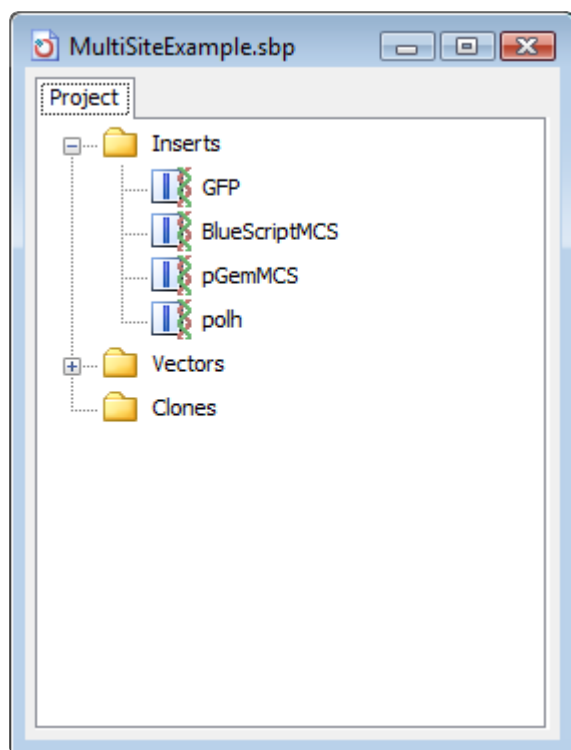 MultiSiteExample.sbp
Project
Inserts
GFP
BlueScriptMCS
pGemMCS
polh
Vectors
Clones